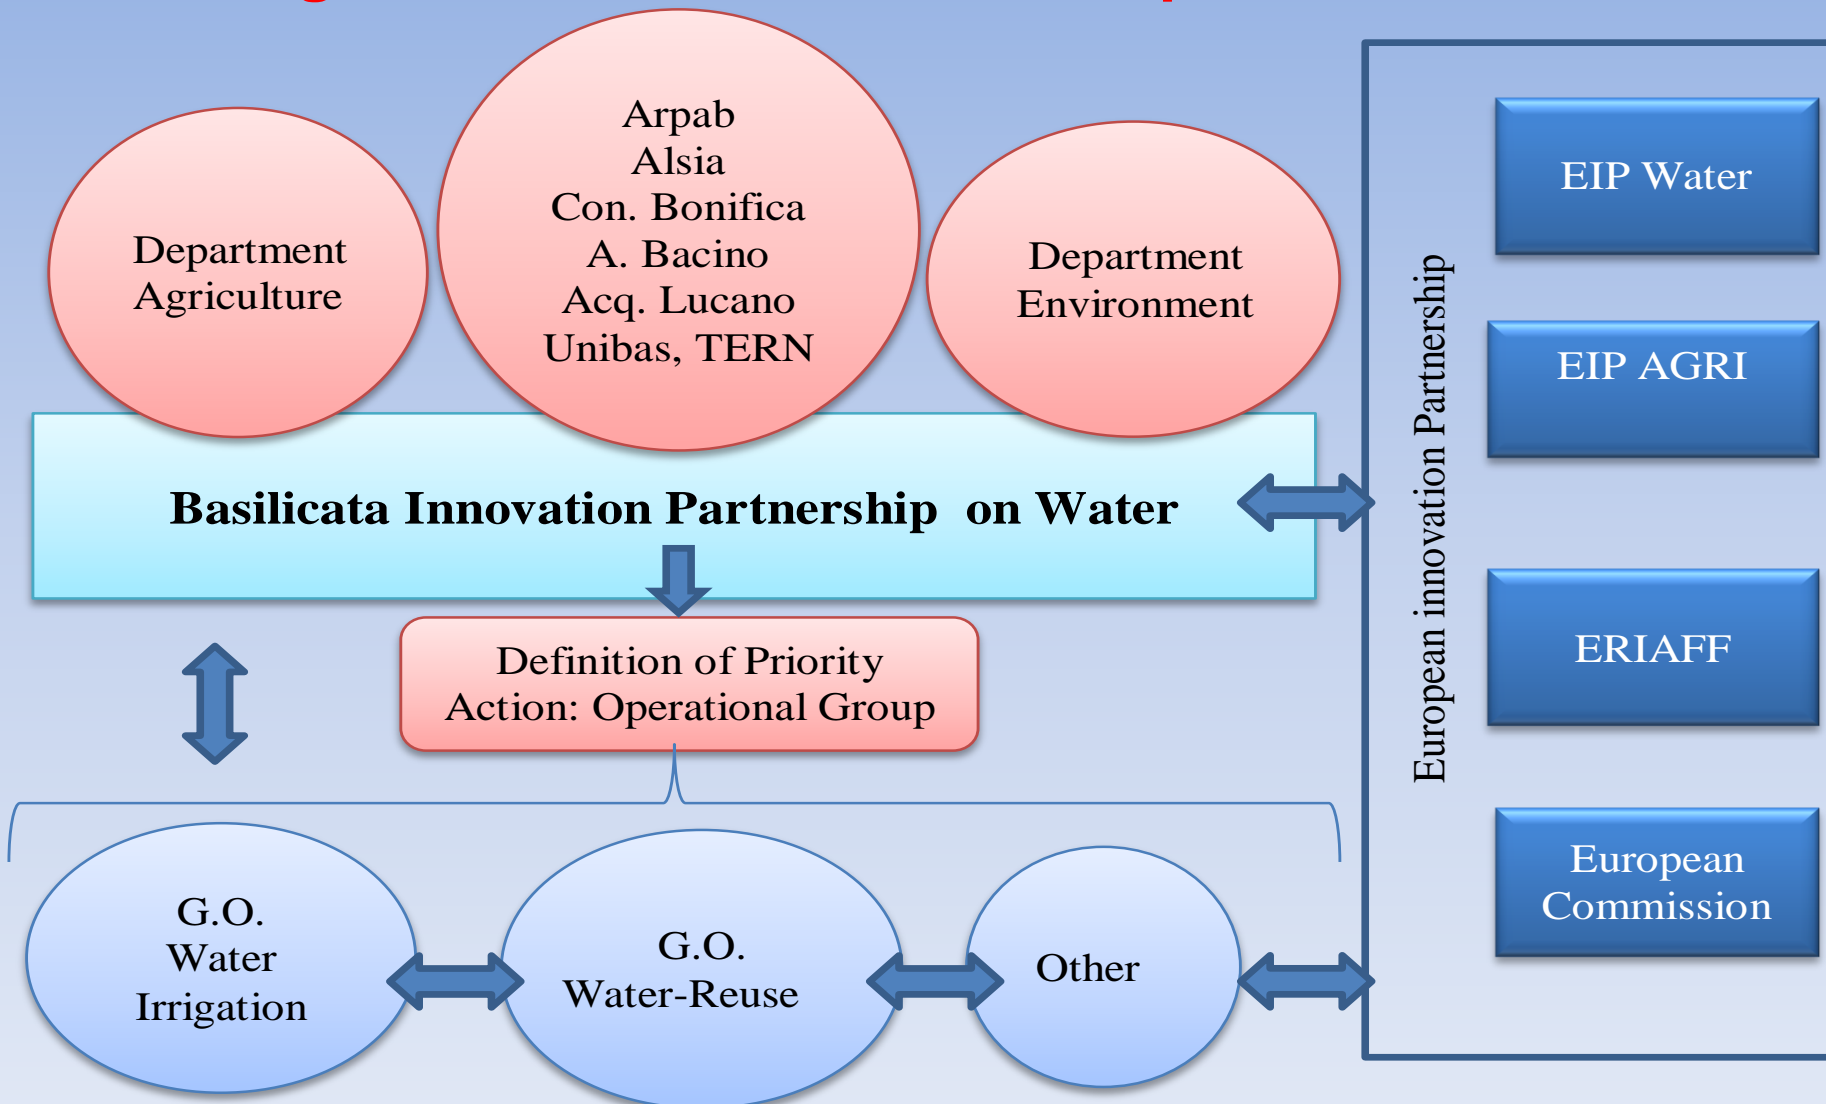 Department
Agriculture
Arpab
Alsia
Con. Bonifica
A. Bacino
Acq. Lucano
Unibas, TERN
Department
Environment
Basilicata Innovation Partnership on Water
Definition of Priority
Action: Operational Group
G.O.
Water
Irrigation
G.O.
Water-Reuse
Other
European innovation Partnership
EIP Water
EIP AGRI
ERIAFF
European
Commission